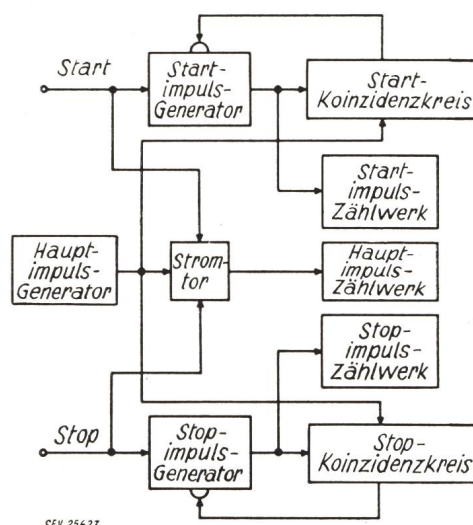 Start
Start-
impuls-
Generator
Start-
Koinzidenzkreis
Start-
impuls-
Zählwerk
Haupt-
impuls-
Generator
Strom-
tor
Haupt-
impuls-
Zählwerk
Stop-
impuls-
Zählwerk
Stop
Stop-
impuls-
Generator
Stop-
Koinzidenzkreis
SEV 25623